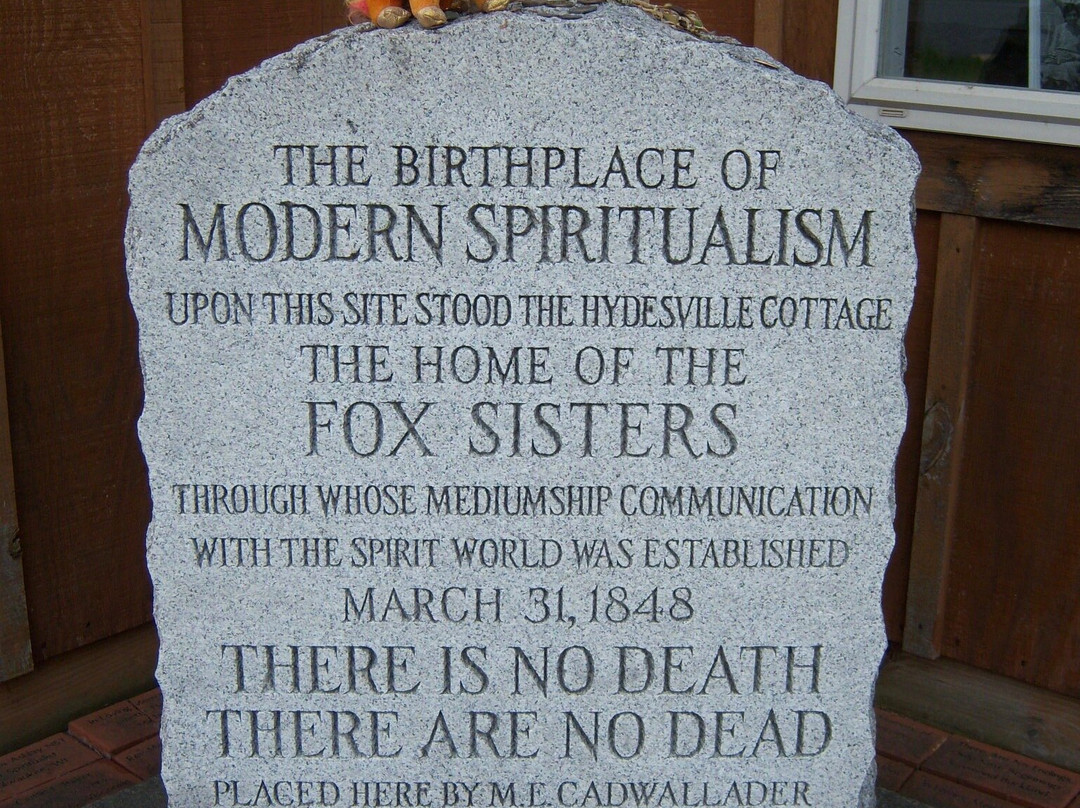 THE BIRTHPLACE OF
MODERN SPIRITUALISM
UPON THIS SITE STOOD THE HYDESVILLE COTTAGE
THE HOME OF THE
FOX SISTERS
THROUGH WHOSE MEDIUMSHIP COMMUNICATION
WITH THE SPIRIT WORLD WAS ESTABLISHED
MARCH 31, 1848
THERE IS NO DEATH
THERE ARE NO DEAD
PLACED HERE BY M.E. CADWALLADER